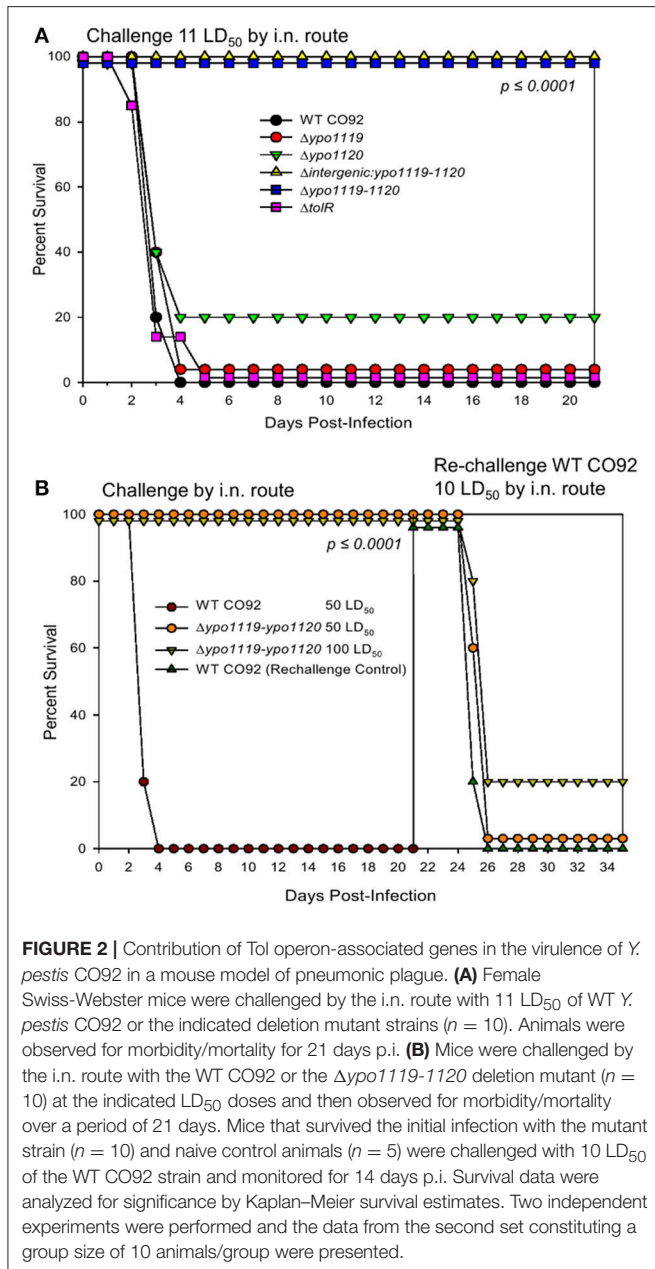 A
Challenge 11 LD50 by i.n. route
100
80
60
40
20
0
Percent Survival
p ≤ 0.0001
WT CO92
Δypo1119
Δypo1120
Δintergenic:ypo1119-1120
Δypo1119-1120
ΔtolR
0 2 4 6 8 10 12 14 16 18 20
Days Post-Infection
B
Challenge by i.n. route
Re-challenge WT CO92
10 LD50 by i.n. route
100
80
60
40
20
0
Percent Survival
p ≤ 0.0001
WT CO92 50 LD50
Δypo1119-ypo1120 50 LD50
Δypo1119-ypo1120 100 LD50
WT CO92 (Rechallenge Control)
0 2 4 6 8 10 12 14 16 18 20 22 24 26 28 30 32 34
Days Post-Infection
FIGURE 2 | Contribution of Tol operon-associated genes in the virulence of Y.
pestis CO92 in a mouse model of pneumonic plague. (A) Female
Swiss-Webster mice were challenged by the i.n. route with 11 LD50 of WT Y.
pestis CO92 or the indicated deletion mutant strains (n = 10). Animals were
observed for morbidity/mortality for 21 days p.i. (B) Mice were challenged by
the i.n. route with the WT CO92 or the Δypo1119-1120 deletion mutant (n =
10) at the indicated LD50 doses and then observed for morbidity/mortality
over a period of 21 days. Mice that survived the initial infection with the mutant
strain (n = 10) and naive control animals (n = 5) were challenged with 10 LD50
of the WT CO92 strain and monitored for 14 days p.i. Survival data were
analyzed for significance by Kaplan–Meier survival estimates. Two independent
experiments were performed and the data from the second set constituting a
group size of 10 animals/group were presented.